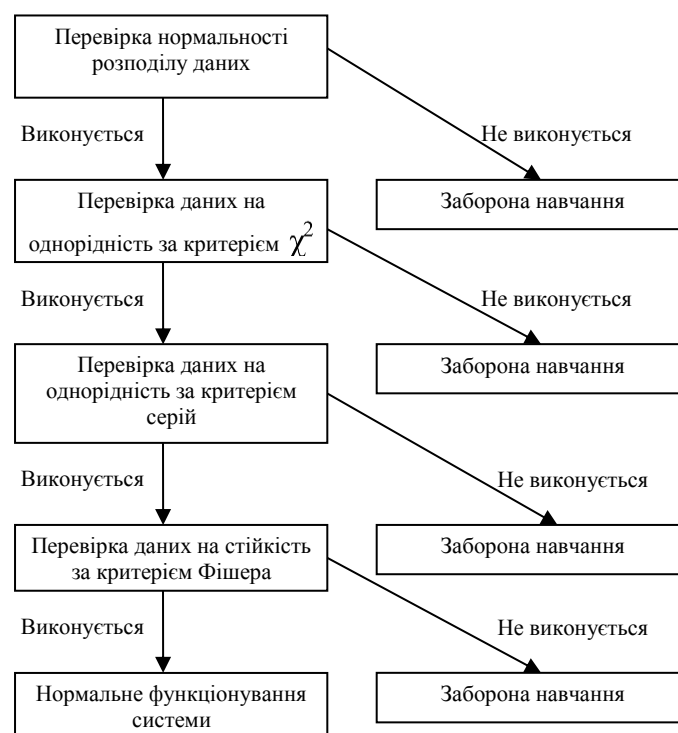 Перевірка нормальності
розподілу даних
Виконується
Не виконується
Перевірка даних на
однорідність за критерієм χ²
Заборона навчання
Виконується
Не виконується
Перевірка даних на
однорідність за критерієм
серій
Заборона навчання
Виконується
Не виконується
Перевірка даних на стійкість
за критерієм Фішера
Заборона навчання
Виконується
Не виконується
Нормальне функціонування
системи
Заборона навчання